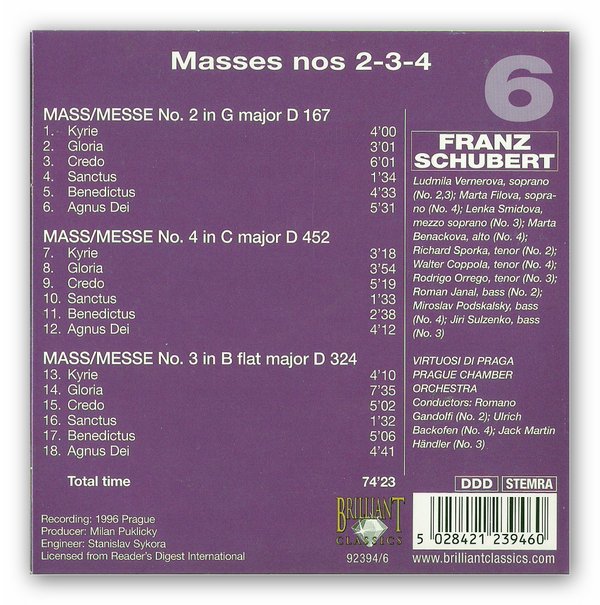 Masses nos 2-3-4
6
MASS/MESSE No. 2 in G major D 167
1. Kyrie 4'00
2. Gloria 3'01
3. Credo 6'01
4. Sanctus 1'34
5. Benedictus 4'33
6. Agnus Dei 5'31
MASS/MESSE No. 4 in C major D 452
7. Kyrie 3'18
8. Gloria 3'54
9. Credo 5'19
10. Sanctus 1'33
11. Benedictus 2'38
12. Agnus Dei 4'12
MASS/MESSE No. 3 in B flat major D 324
13. Kyrie 4'10
14. Gloria 7'35
15. Credo 5'02
16. Sanctus 1'32
17. Benedictus 5'06
18. Agnus Dei 4'41
Total time 74'23
FRANZ
SCHUBERT
Ludmila Vernerova, soprano
(No. 2,3); Marta Filova, sopra-
no (No. 4); Lenka Smidova,
mezzo soprano (No. 3); Marta
Benackova, alto (No. 4);
Richard Sporka, tenor (No. 2);
Walter Coppola, tenor (No. 4);
Rodrigo Orrego, tenor (No. 3);
Roman Janal, bass (No. 2);
Miroslav Podskalsky, bass
(No. 4); Jiri Sulzenko, bass
(No. 3)
VIRTUOSI DI PRAGA
PRAGUE CHAMBER
ORCHESTRA
Conductors: Romano
Gandolfi (No. 2); Ulrich
Backofen (No. 4); Jack Martin
Händler (No. 3)
DDD STEMRA
Recording: 1996 Prague
Producer: Milan Puklicky
Engineer: Stanislav Sykora
Licensed from Reader's Digest International
BRILLIANT
CLASSICS
92394/6
5 028421 239460
www.brilliantclassics.com